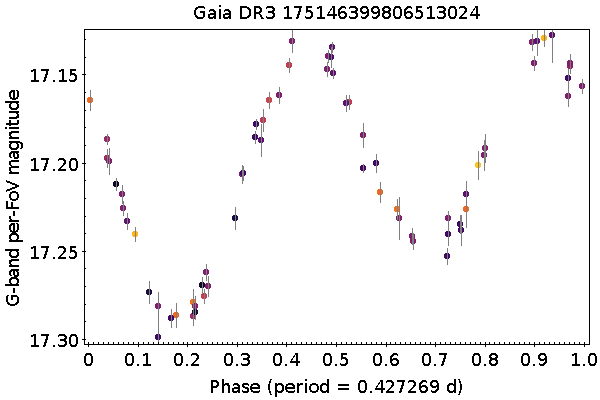 Gaia DR3 175146399806513024
17.15
17.20
17.25
17.30
G-band per-FoV magnitude
0 0.1 0.2 0.3 0.4 0.5 0.6 0.7 0.8 0.9 1.0
Phase (period = 0.427269 d)